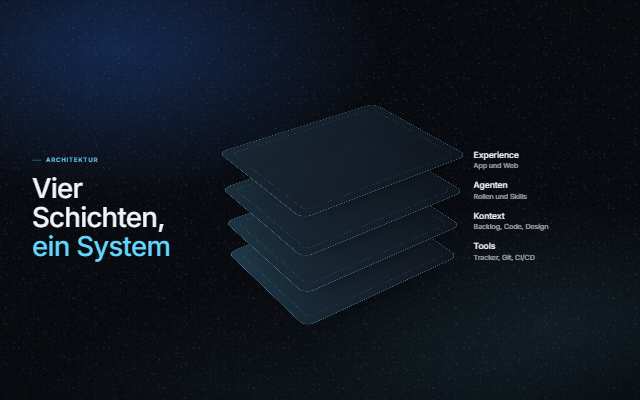 ARCHITEKTUR
Vier
Schichten,
ein System
Experience
App und Web
Agenten
Rollen und Skills
Kontext
Backlog, Code, Design
Tools
Tracker, Git, CI/CD